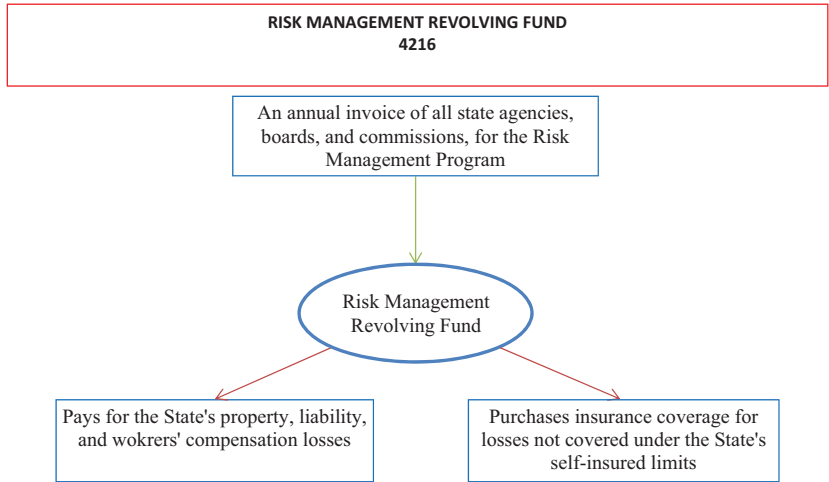 RISK MANAGEMENT REVOLVING FUND
4216
An annual invoice of all state agencies,
boards, and commissions, for the Risk
Management Program
Risk Management
Revolving Fund
Pays for the State's property, liability,
and wokrers' compensation losses
Purchases insurance coverage for
losses not covered under the State's
self-insured limits